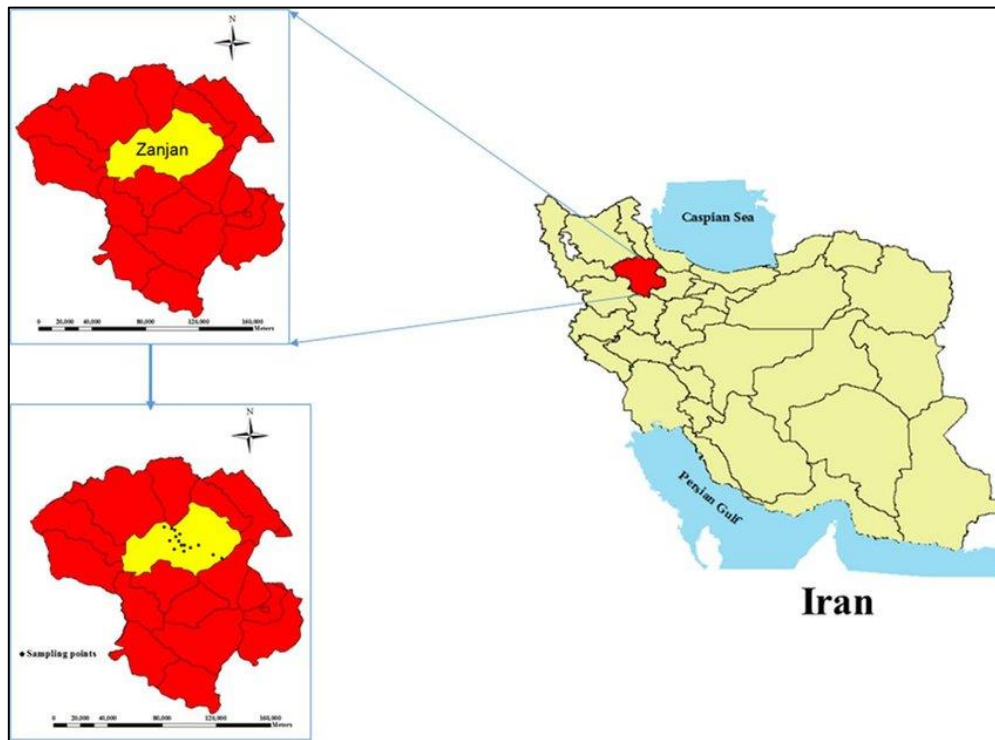 N
Zanjan
0 20,000 40,000 80,000 120,000 160,000
Meters
N
Sampling points
0 20,000 40,000 80,000 120,000 160,000
Meters
Caspian Sea
Persian Gulf
Iran